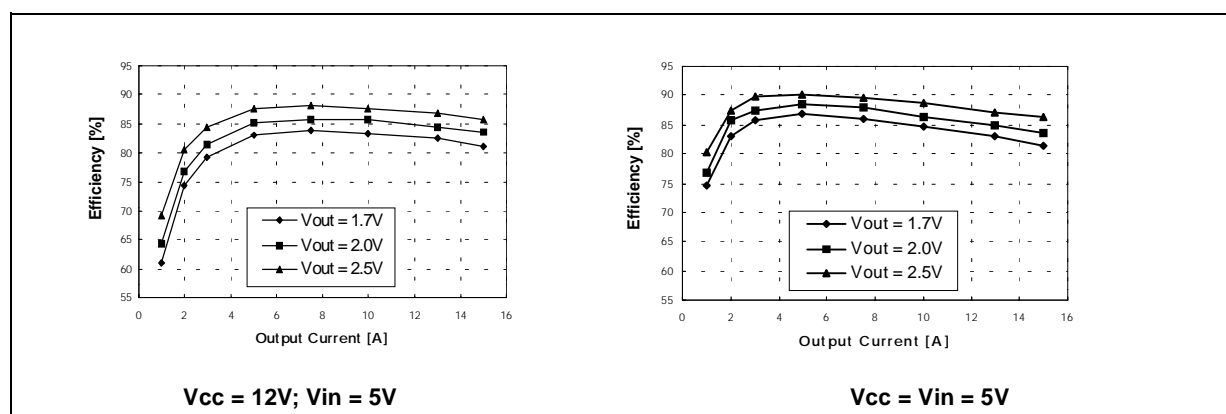 Efficiency [%]
95
90
85
80
75
70
65
60
55
0 2 4 6 8 10 12 14 16
Output Current [A]
Vout = 1.7V
Vout = 2.0V
Vout = 2.5V
Vcc = 12V; Vin = 5V
Efficiency [%]
95
90
85
80
75
70
65
60
55
0 2 4 6 8 10 12 14 16
Output Current [A]
Vout = 1.7V
Vout = 2.0V
Vout = 2.5V
Vcc = Vin = 5V